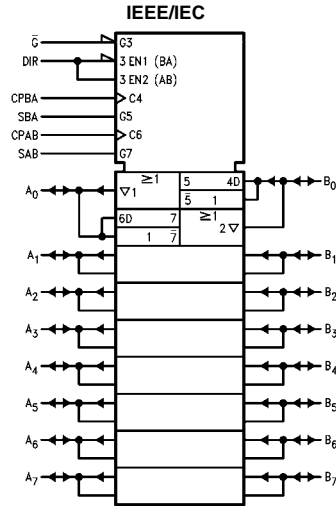 IEEE/IEC
G̅ G3
DIR 3 EN1 (BA)
3 EN2 (AB)
CPBA C4
SBA G5
CPAB C6
SAB G7
A0 ▽1 ≥1 5 4D B0
5̅ 1
6D 7 ≥1
1 7̅ 2▽
A1 B1
A2 B2
A3 B3
A4 B4
A5 B5
A6 B6
A7 B7